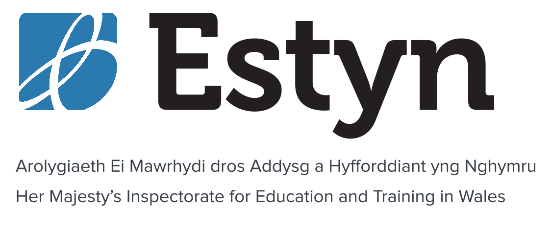 Estyn
Arolygiaeth Ei Mawrhydi dros Addysg a Hyfforddiant yng Nghymru
Her Majesty's Inspectorate for Education and Training in Wales